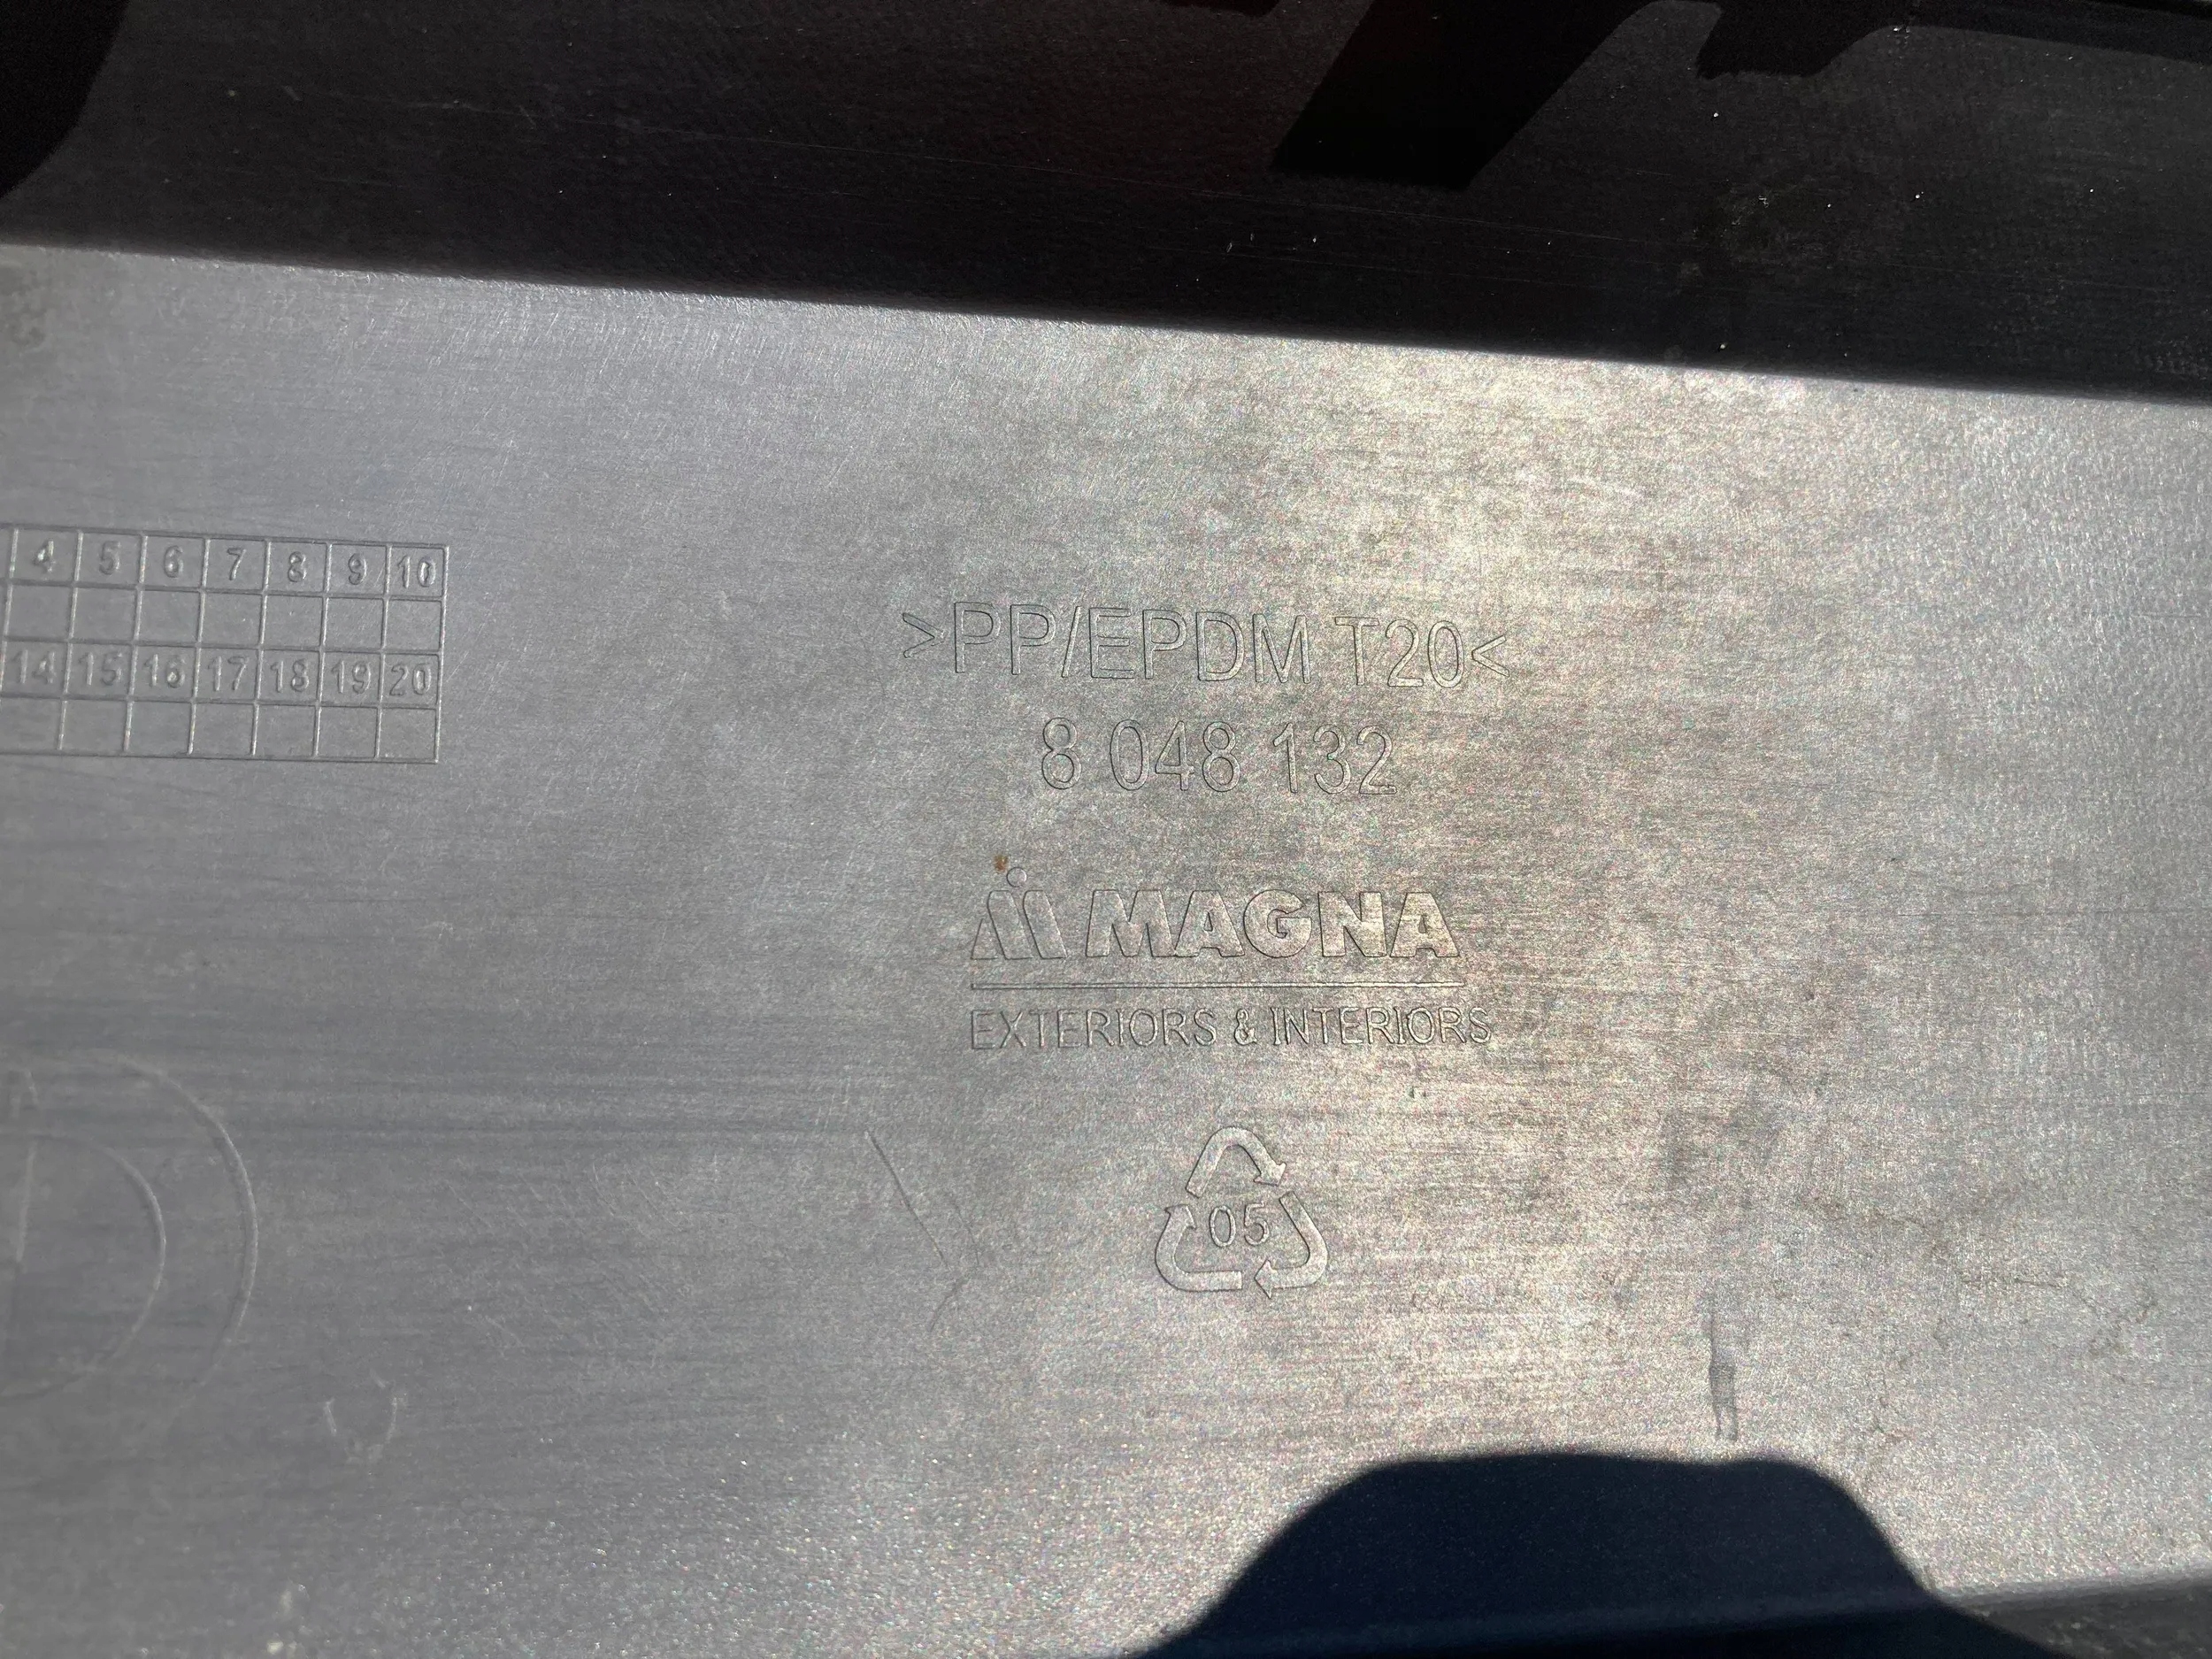 4 5 6 7 8 9 10
14 15 16 17 18 19 20
>PP/EPDM T20<
8 048 132
MAGNA
EXTERIORS & INTERIORS
05